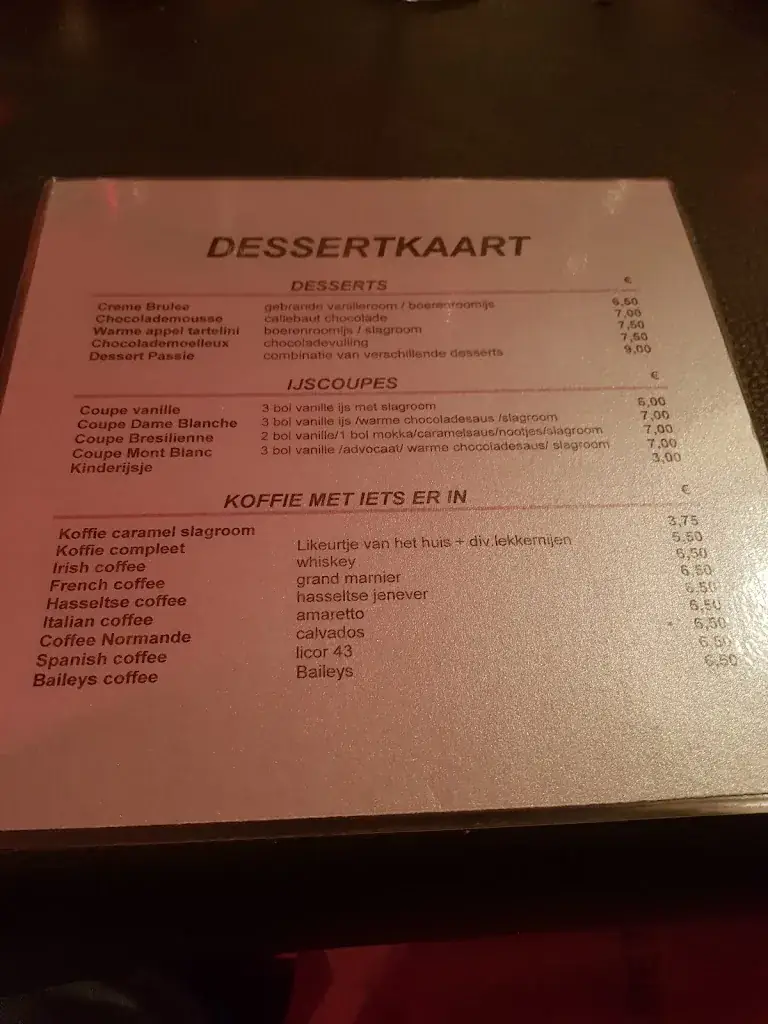 DESSERTKAART
DESSERTS €
Creme Brulee gebrande vanilleroom / boerenroomijs 6,50
Chocolademousse callebaut chocolade 7,00
Warme appel tartelini boerenroomijs / slagroom 7,50
Chocolademoelleux chocoladevulling 7,50
Dessert Passie combinatie van verschillende desserts 9,00
IJSCOUPES €
Coupe vanille 3 bol vanille ijs met slagroom 6,00
Coupe Dame Blanche 3 bol vanille ijs /warme chocoladesaus /slagroom 7,00
Coupe Bresilienne 2 bol vanille/1 bol mokka/caramelsaus/nootjes/slagroom 7,00
Coupe Mont Blanc 3 bol vanille /advocaat/ warme chocoladesaus/ slagroom 7,00
Kinderijsje 3,00
KOFFIE MET IETS ER IN €
Koffie caramel slagroom 3,75
Koffie compleet Likeurtje van het huis + div.lekkernijen 5,50
Irish coffee whiskey 6,50
French coffee grand marnier 6,50
Hasseltse coffee hasseltse jenever 6,50
Italian coffee amaretto 6,50
Coffee Normande calvados 6,50
Spanish coffee licor 43 6,50
Baileys coffee Baileys 6,50